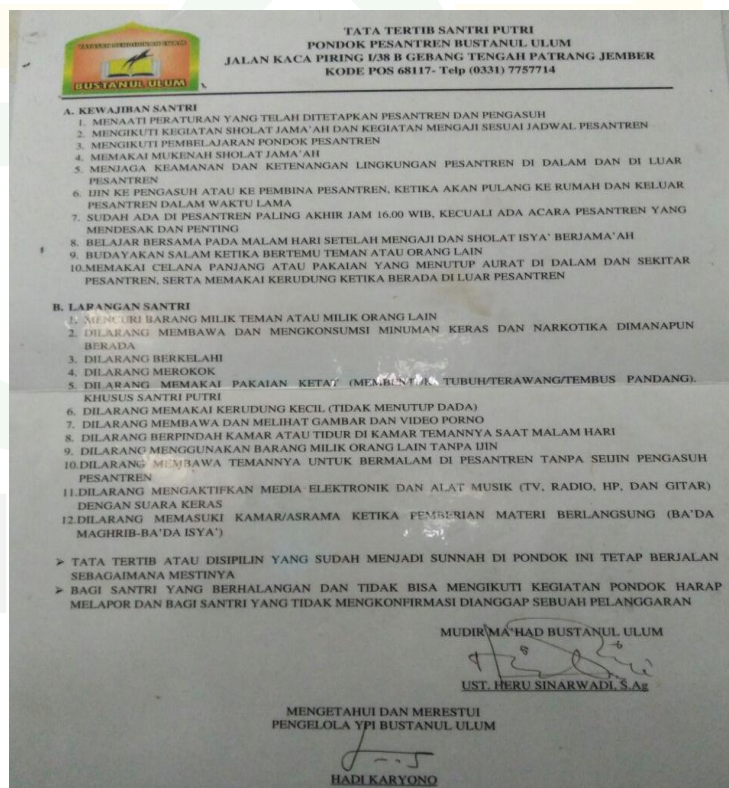 YAYASAN PENDIDIKAN ISLAM
BUSTANUL ULUM
TATA TERTIB SANTRI PUTRI
PONDOK PESANTREN BUSTANUL ULUM
JALAN KACA PIRING I/38 B GEBANG TENGAH PATRANG JEMBER
KODE POS 68117- Telp (0331) 7757714
A. KEWAJIBAN SANTRI
1. MENAATI PERATURAN YANG TELAH DITETAPKAN PESANTREN DAN PENGASUH
2. MENGIKUTI KEGIATAN SHOLAT JAMA'AH DAN KEGIATAN MENGAJI SESUAI JADWAL PESANTREN
3. MENGIKUTI PEMBELAJARAN PONDOK PESANTREN
4. MEMAKAI MUKENAH SHOLAT JAMA'AH
5. MENJAGA KEAMANAN DAN KETENANGAN LINGKUNGAN PESANTREN DI DALAM DAN DI LUAR
PESANTREN
6. IJIN KE PENGASUH ATAU KE PEMBINA PESANTREN, KETIKA AKAN PULANG KE RUMAH DAN KELUAR
PESANTREN DALAM WAKTU LAMA
7. SUDAH ADA DI PESANTREN PALING AKHIR JAM 16.00 WIB, KECUALI ADA ACARA PESANTREN YANG
MENDESAK DAN PENTING
8. BELAJAR BERSAMA PADA MALAM HARI SETELAH MENGAJI DAN SHOLAT ISYA' BERJAMA'AH
9. BUDAYAKAN SALAM KETIKA BERTEMU TEMAN ATAU ORANG LAIN
10.MEMAKAI CELANA PANJANG ATAU PAKAIAN YANG MENUTUP AURAT DI DALAM DAN SEKITAR
PESANTREN, SERTA MEMAKAI KERUDUNG KETIKA BERADA DI LUAR PESANTREN
B. LARANGAN SANTRI
1. MENCURI BARANG MILIK TEMAN ATAU MILIK ORANG LAIN
2. DILARANG MEMBAWA DAN MENGKONSUMSI MINUMAN KERAS DAN NARKOTIKA DIMANAPUN
BERADA
3. DILARANG BERKELAHI
4. DILARANG MEROKOK
5. DILARANG MEMAKAI PAKAIAN KETAT (MEMBENTUK TUBUH/TERAWANG/TEMBUS PANDANG).
KHUSUS SANTRI PUTRI
6. DILARANG MEMAKAI KERUDUNG KECIL (TIDAK MENUTUP DADA)
7. DILARANG MEMBAWA DAN MELIHAT GAMBAR DAN VIDEO PORNO
8. DILARANG BERPINDAH KAMAR ATAU TIDUR DI KAMAR TEMANNYA SAAT MALAM HARI
9. DILARANG MENGGUNAKAN BARANG MILIK ORANG LAIN TANPA IJIN
10.DILARANG MEMBAWA TEMANNYA UNTUK BERMALAM DI PESANTREN TANPA SEIJIN PENGASUH
PESANTREN
11.DILARANG MENGAKTIFKAN MEDIA ELEKTRONIK DAN ALAT MUSIK (TV, RADIO, HP, DAN GITAR)
DENGAN SUARA KERAS
12.DILARANG MEMASUKI KAMAR/ASRAMA KETIKA PEMBERIAN MATERI BERLANGSUNG (BA'DA
MAGHRIB-BA'DA ISYA')
➢ TATA TERTIB ATAU DISIPILIN YANG SUDAH MENJADI SUNNAH DI PONDOK INI TETAP BERJALAN
SEBAGAIMANA MESTINYA
➢ BAGI SANTRI YANG BERHALANGAN DAN TIDAK BISA MENGIKUTI KEGIATAN PONDOK HARAP
MELAPOR DAN BAGI SANTRI YANG TIDAK MENGKONFIRMASI DIANGGAP SEBUAH PELANGGARAN
MUDIR MA'HAD BUSTANUL ULUM
UST. HERU SINARWADI, S.Ag
MENGETAHUI DAN MERESTUI
PENGELOLA YPI BUSTANUL ULUM
HADI KARYONO